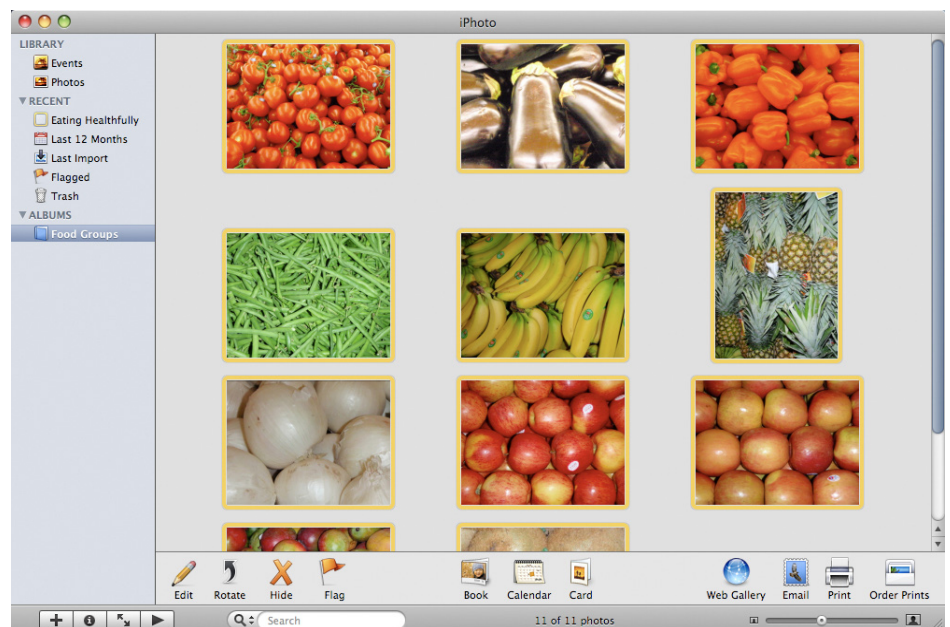 iPhoto
LIBRARY
Events
Photos
RECENT
Eating Healthfully
Last 12 Months
Last Import
Flagged
Trash
ALBUMS
Food Groups
Edit Rotate Hide Flag Book Calendar Card Web Gallery Email Print Order Prints
Search 11 of 11 photos